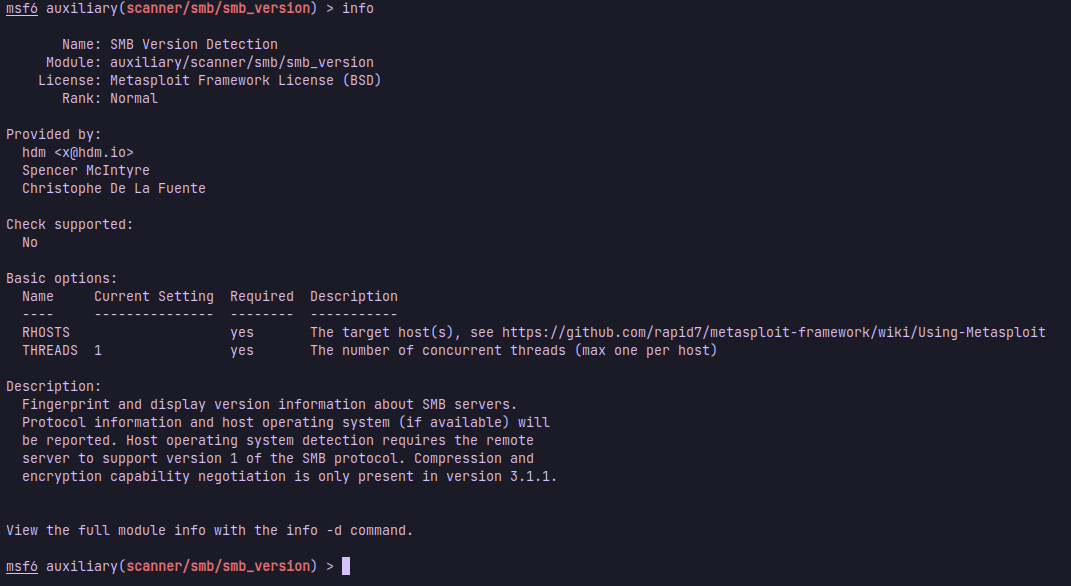 msf6 auxiliary(scanner/smb/smb_version) > info
Name: SMB Version Detection
Module: auxiliary/scanner/smb/smb_version
License: Metasploit Framework License (BSD)
Rank: Normal
Provided by:
hdm <x@hdm.io>
Spencer McIntyre
Christophe De La Fuente
Check supported:
No
Basic options:
Name     Current Setting  Required  Description
----     ---------------  --------  -----------
RHOSTS                    yes       The target host(s), see https://github.com/rapid7/metasploit-framework/wiki/Using-Metasploit
THREADS  1                yes       The number of concurrent threads (max one per host)
Description:
Fingerprint and display version information about SMB servers.
Protocol information and host operating system (if available) will
be reported. Host operating system detection requires the remote
server to support version 1 of the SMB protocol. Compression and
encryption capability negotiation is only present in version 3.1.1.
View the full module info with the info -d command.
msf6 auxiliary(scanner/smb/smb_version) >